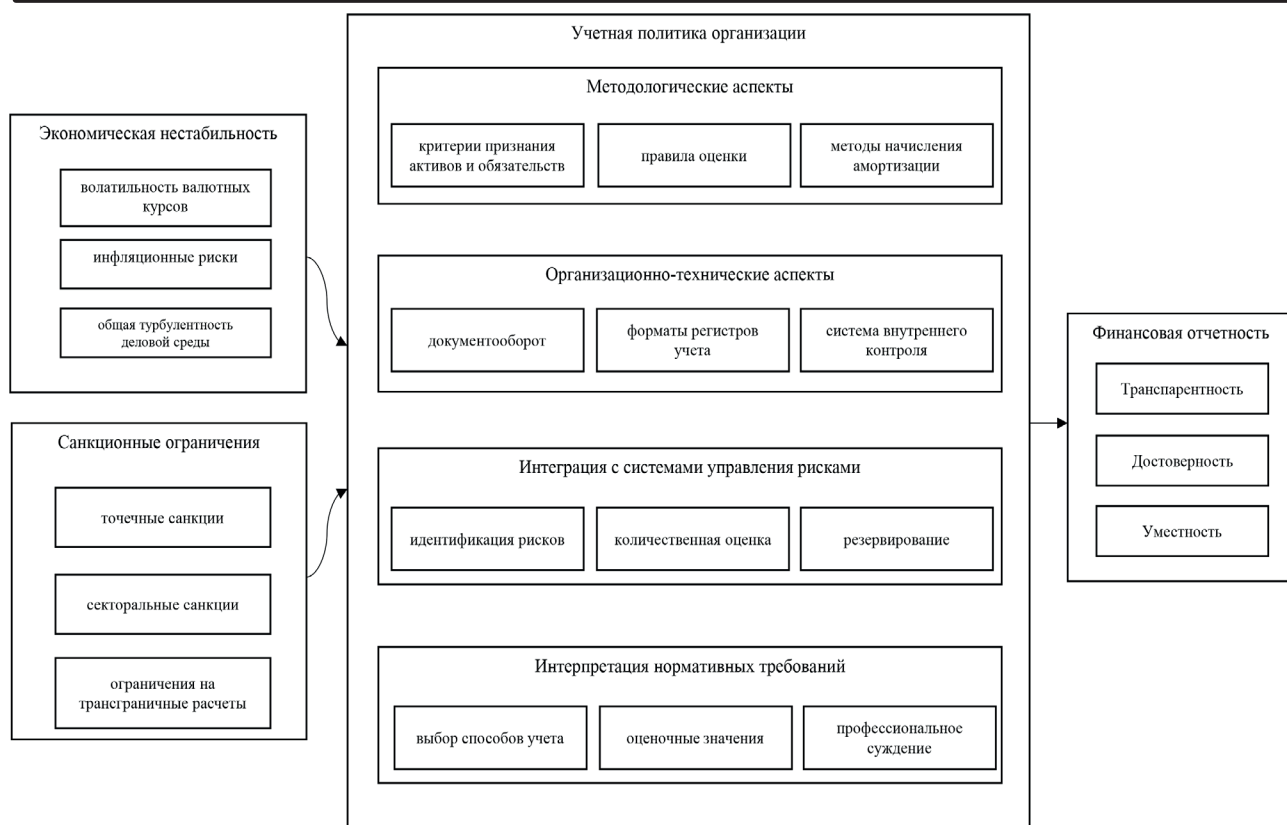 Экономическая нестабильность
волатильность валютных
курсов
инфляционные риски
общая турбулентность
деловой среды
Санкционные ограничения
точечные санкции
секторальные санкции
ограничения на
трансграничные расчеты
Учетная политика организации
Методологические аспекты
критерии признания
активов и обязательств
правила оценки
методы начисления
амортизации
Организационно-технические аспекты
документооборот
форматы регистров
учета
система внутреннего
контроля
Интеграция с системами управления рисками
идентификация рисков
количественная оценка
резервирование
Интерпретация нормативных требований
выбор способов учета
оценочные значения
профессиональное
суждение
Финансовая отчетность
Транспарентность
Достоверность
Уместность